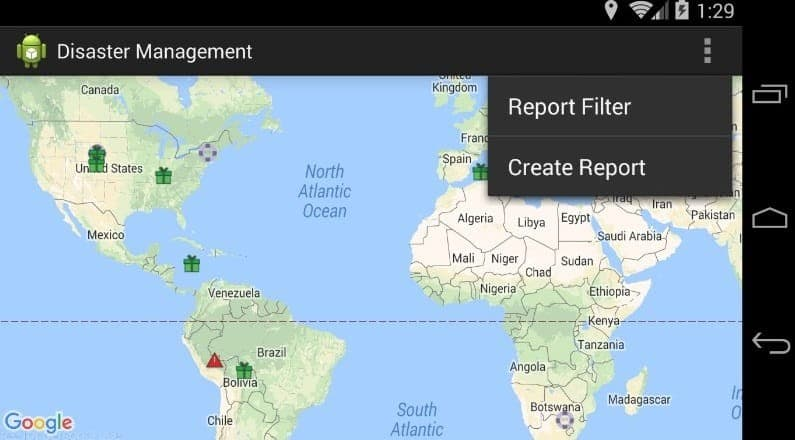 1:29
Disaster Management
Report Filter
Create Report
Canada
United
Kingdom
Spain
United States
North
Atlantic
Ocean
Mexico
Algeria
Libya
Egypt
Iraq
Iran
Pakistan
Saudi Arabia
Mali
Niger
Chad
Sudan
Nigeria
Ethiopia
Venezuela
Kenya
Tanzania
Brazil
Bolivia
Angola
Botswana
Madagascar
Chile
South
Atlantic
Google